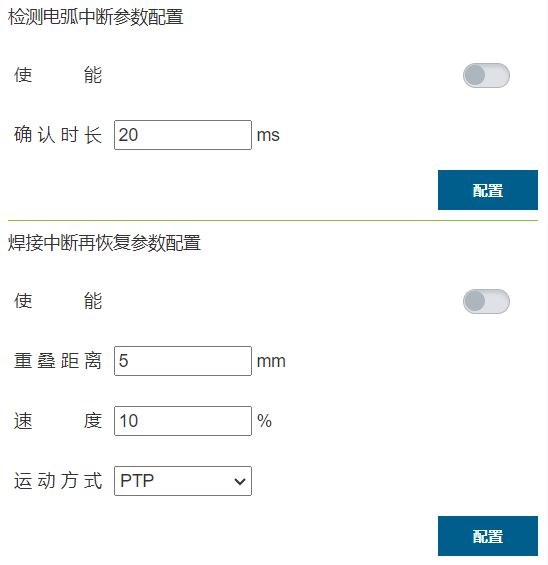 检测电弧中断参数配置
使 能
确认时长 20 ms
配置
焊接中断再恢复参数配置
使 能
重叠距离 5 mm
速 度 10 %
运动方式 PTP
配置